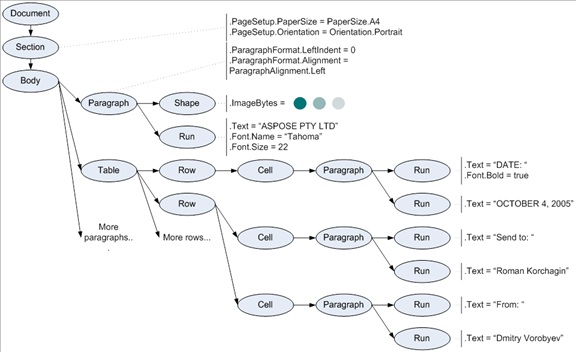 Document
.PageSetup.PaperSize = PaperSize.A4
.PageSetup.Orientation = Orientation.Portrait
Section
.ParagraphFormat.LeftIndent = 0
.ParagraphFormat.Alignment =
ParagraphAlignment.Left
Body
Paragraph
Shape
.ImageBytes =
Run
.Text = “ASPOSE PTY LTD”
.Font.Name = “Tahoma”
.Font.Size = 22
Table
Row
Cell
Paragraph
Run
.Text = “DATE: “
.Font.Bold = true
Row
Run
.Text = “OCTOBER 4, 2005”
More
paragraphs..
.
More rows...
Cell
Paragraph
Run
.Text = “Send to: “
Run
.Text = “Roman Korchagin”
Cell
Paragraph
Run
.Text = “From: “
Run
.Text = “Dmitry Vorobyev”